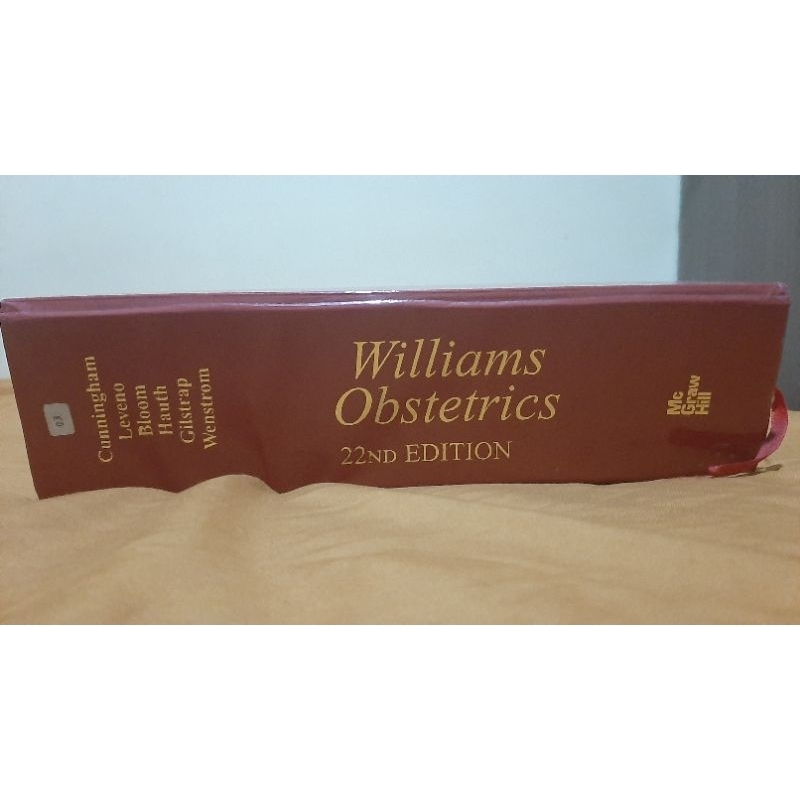 Cunningham
Leveno
Bloom
Hauth
Gilstrap
Wenstrom
Williams
Obstetrics
22ND EDITION
Mc
Graw
Hill